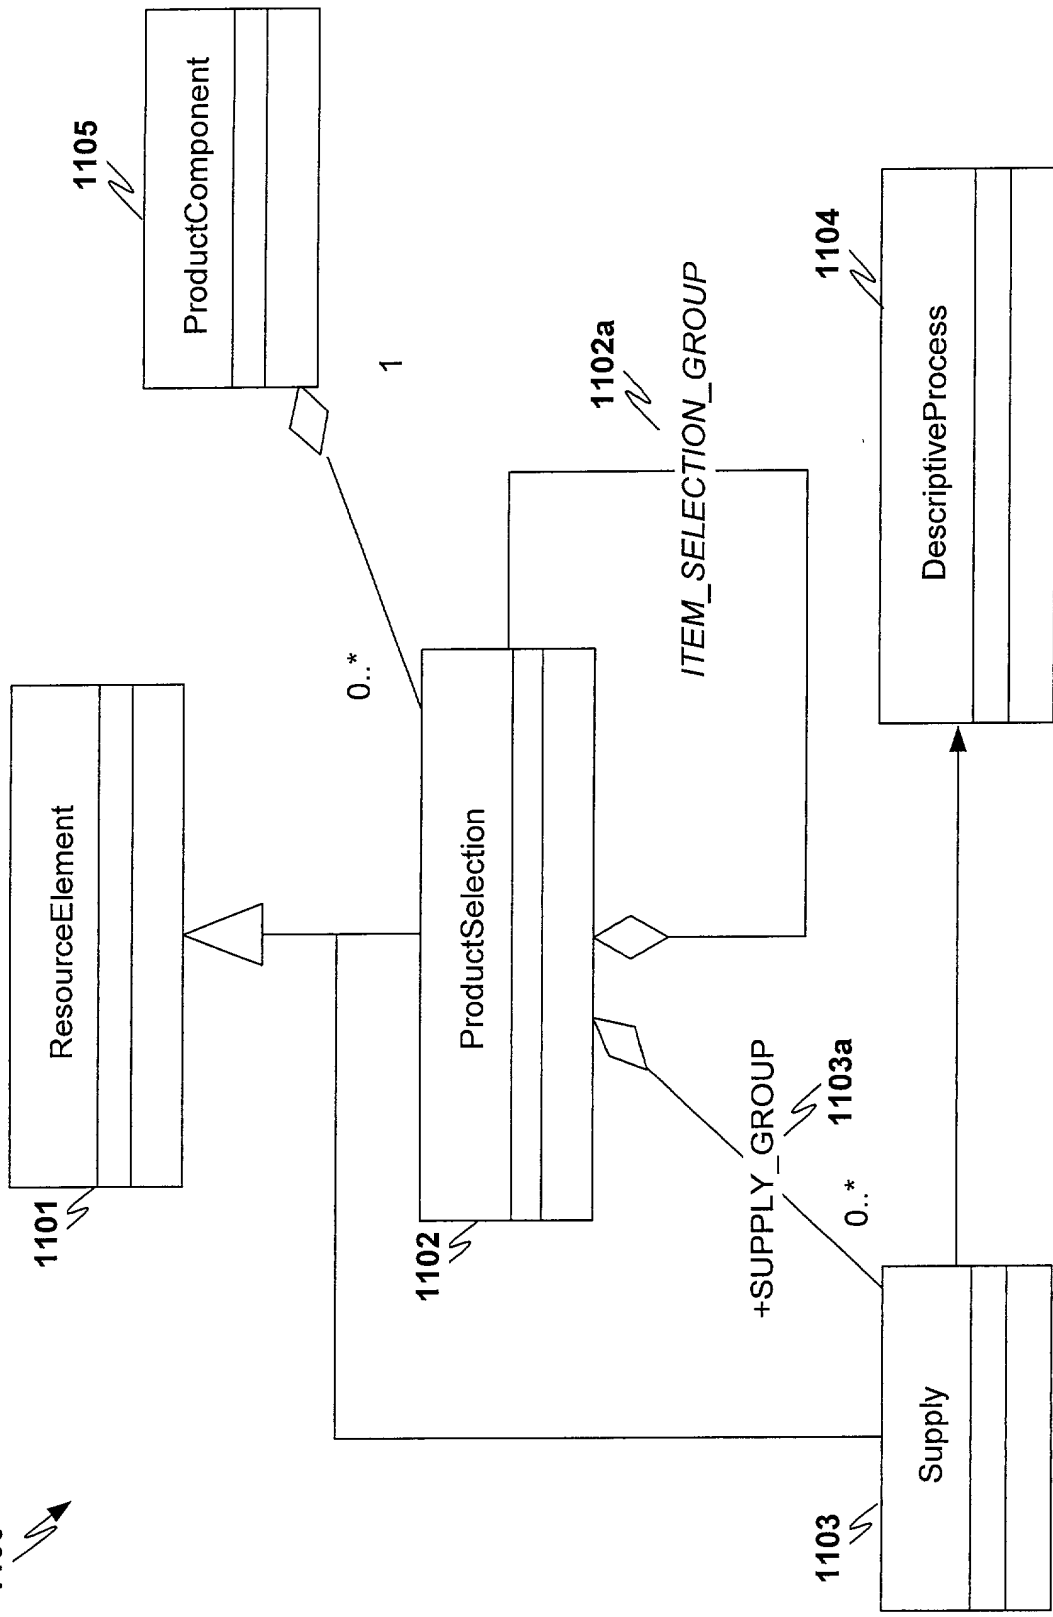 1101
ResourceElement
1105
ProductComponent
1
0..*
1102
ProductSelection
1102a
ITEM_SELECTION_GROUP
+SUPPLY_GROUP
1103a
0..*
1103
Supply
1104
DescriptiveProcess